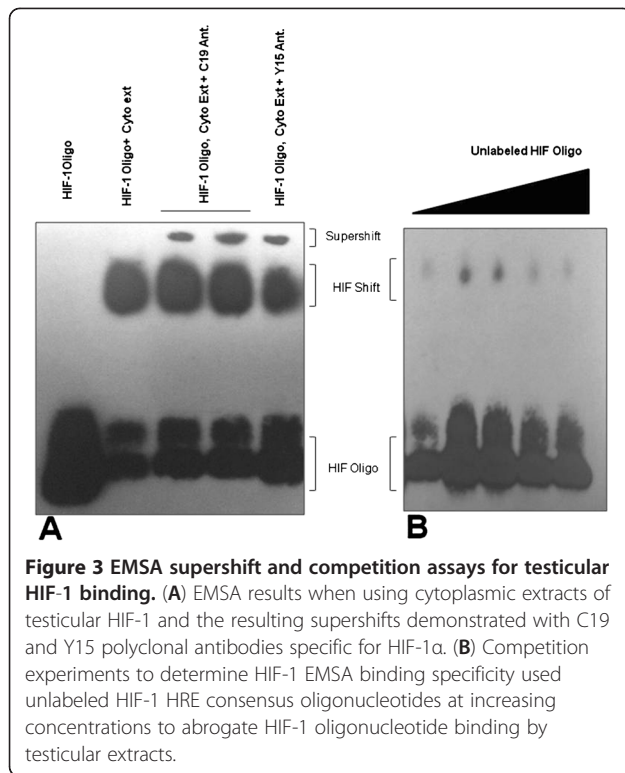 HIF-1Oligo
HIF-1 Oligo+ Cyto ext
HIF-1 Oligo, Cyto Ext + C19 Ant.
HIF-1 Oligo, Cyto Ext + Y15 Ant.
Unlabeled HIF Oligo
Supershift
HIF Shift
HIF Oligo
A
B
Figure 3 EMSA supershift and competition assays for testicular
HIF-1 binding. (A) EMSA results when using cytoplasmic extracts of
testicular HIF-1 and the resulting supershifts demonstrated with C19
and Y15 polyclonal antibodies specific for HIF-1α. (B) Competition
experiments to determine HIF-1 EMSA binding specificity used
unlabeled HIF-1 HRE consensus oligonucleotides at increasing
concentrations to abrogate HIF-1 oligonucleotide binding by
testicular extracts.